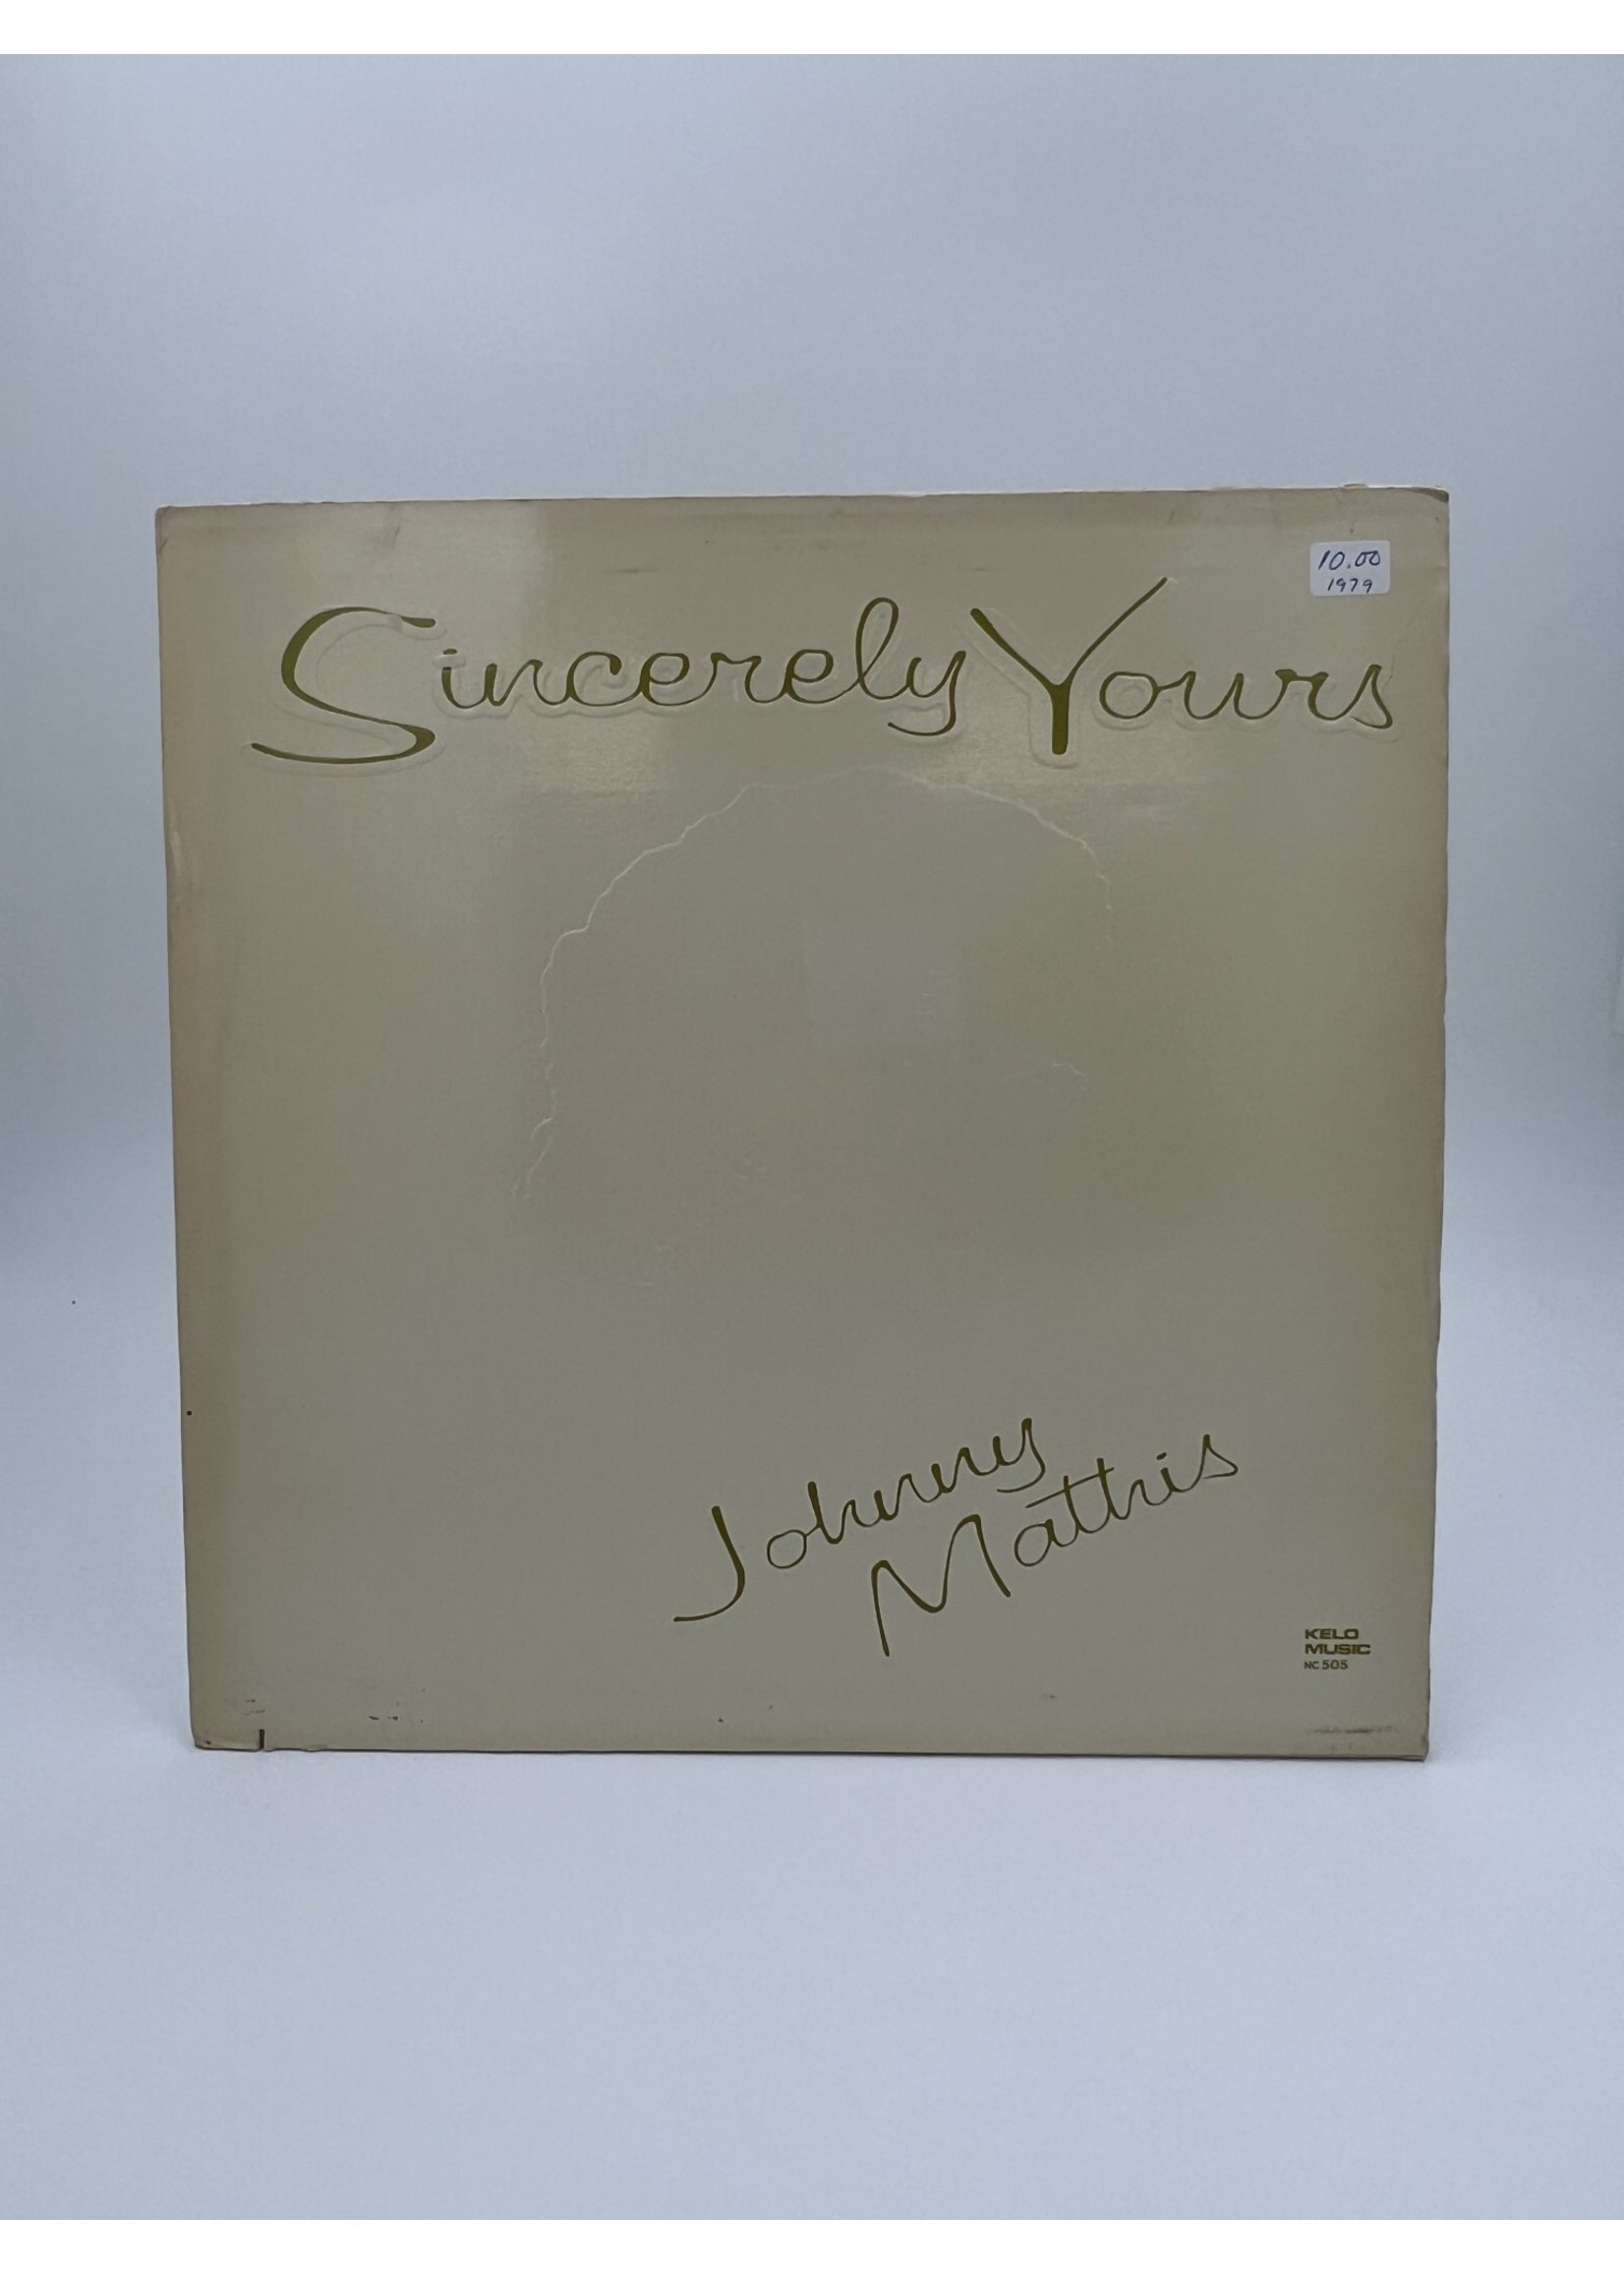 10.00
1979
Sincerely Yours
Johnny
Mathis
KELO
MUSIC
NC 505